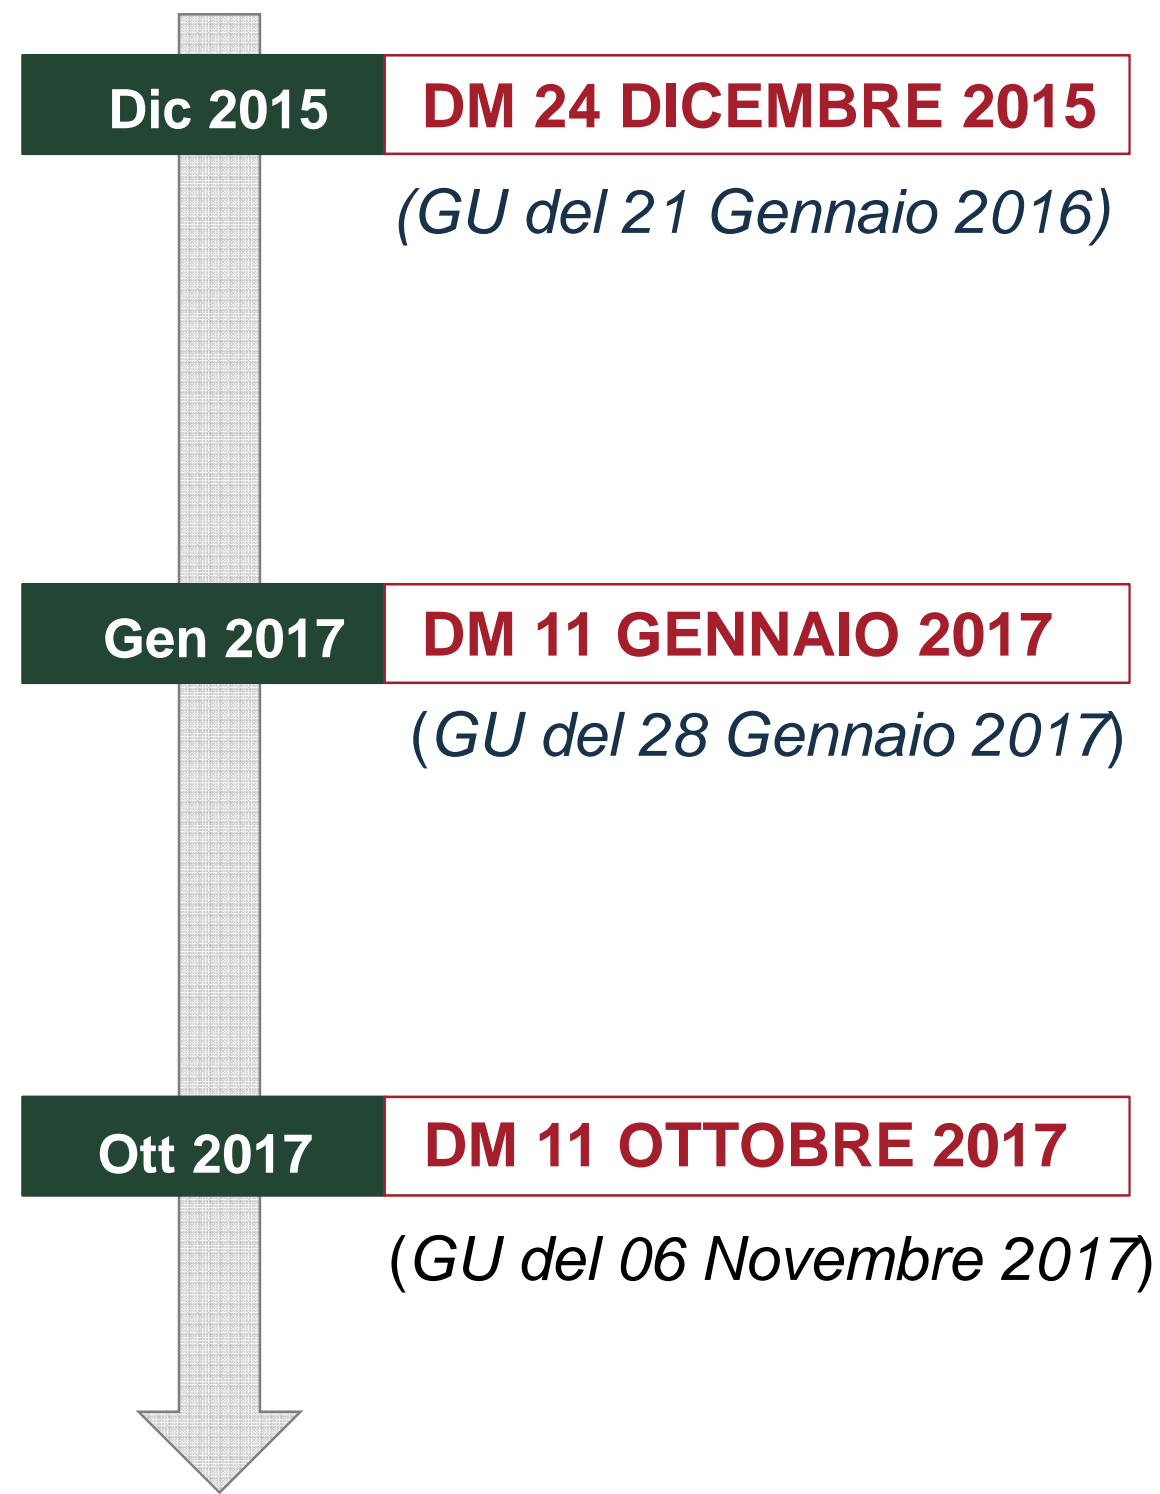 Dic 2015 DM 24 DICEMBRE 2015
(GU del 21 Gennaio 2016)
Gen 2017 DM 11 GENNAIO 2017
(GU del 28 Gennaio 2017)
Ott 2017 DM 11 OTTOBRE 2017
(GU del 06 Novembre 2017)